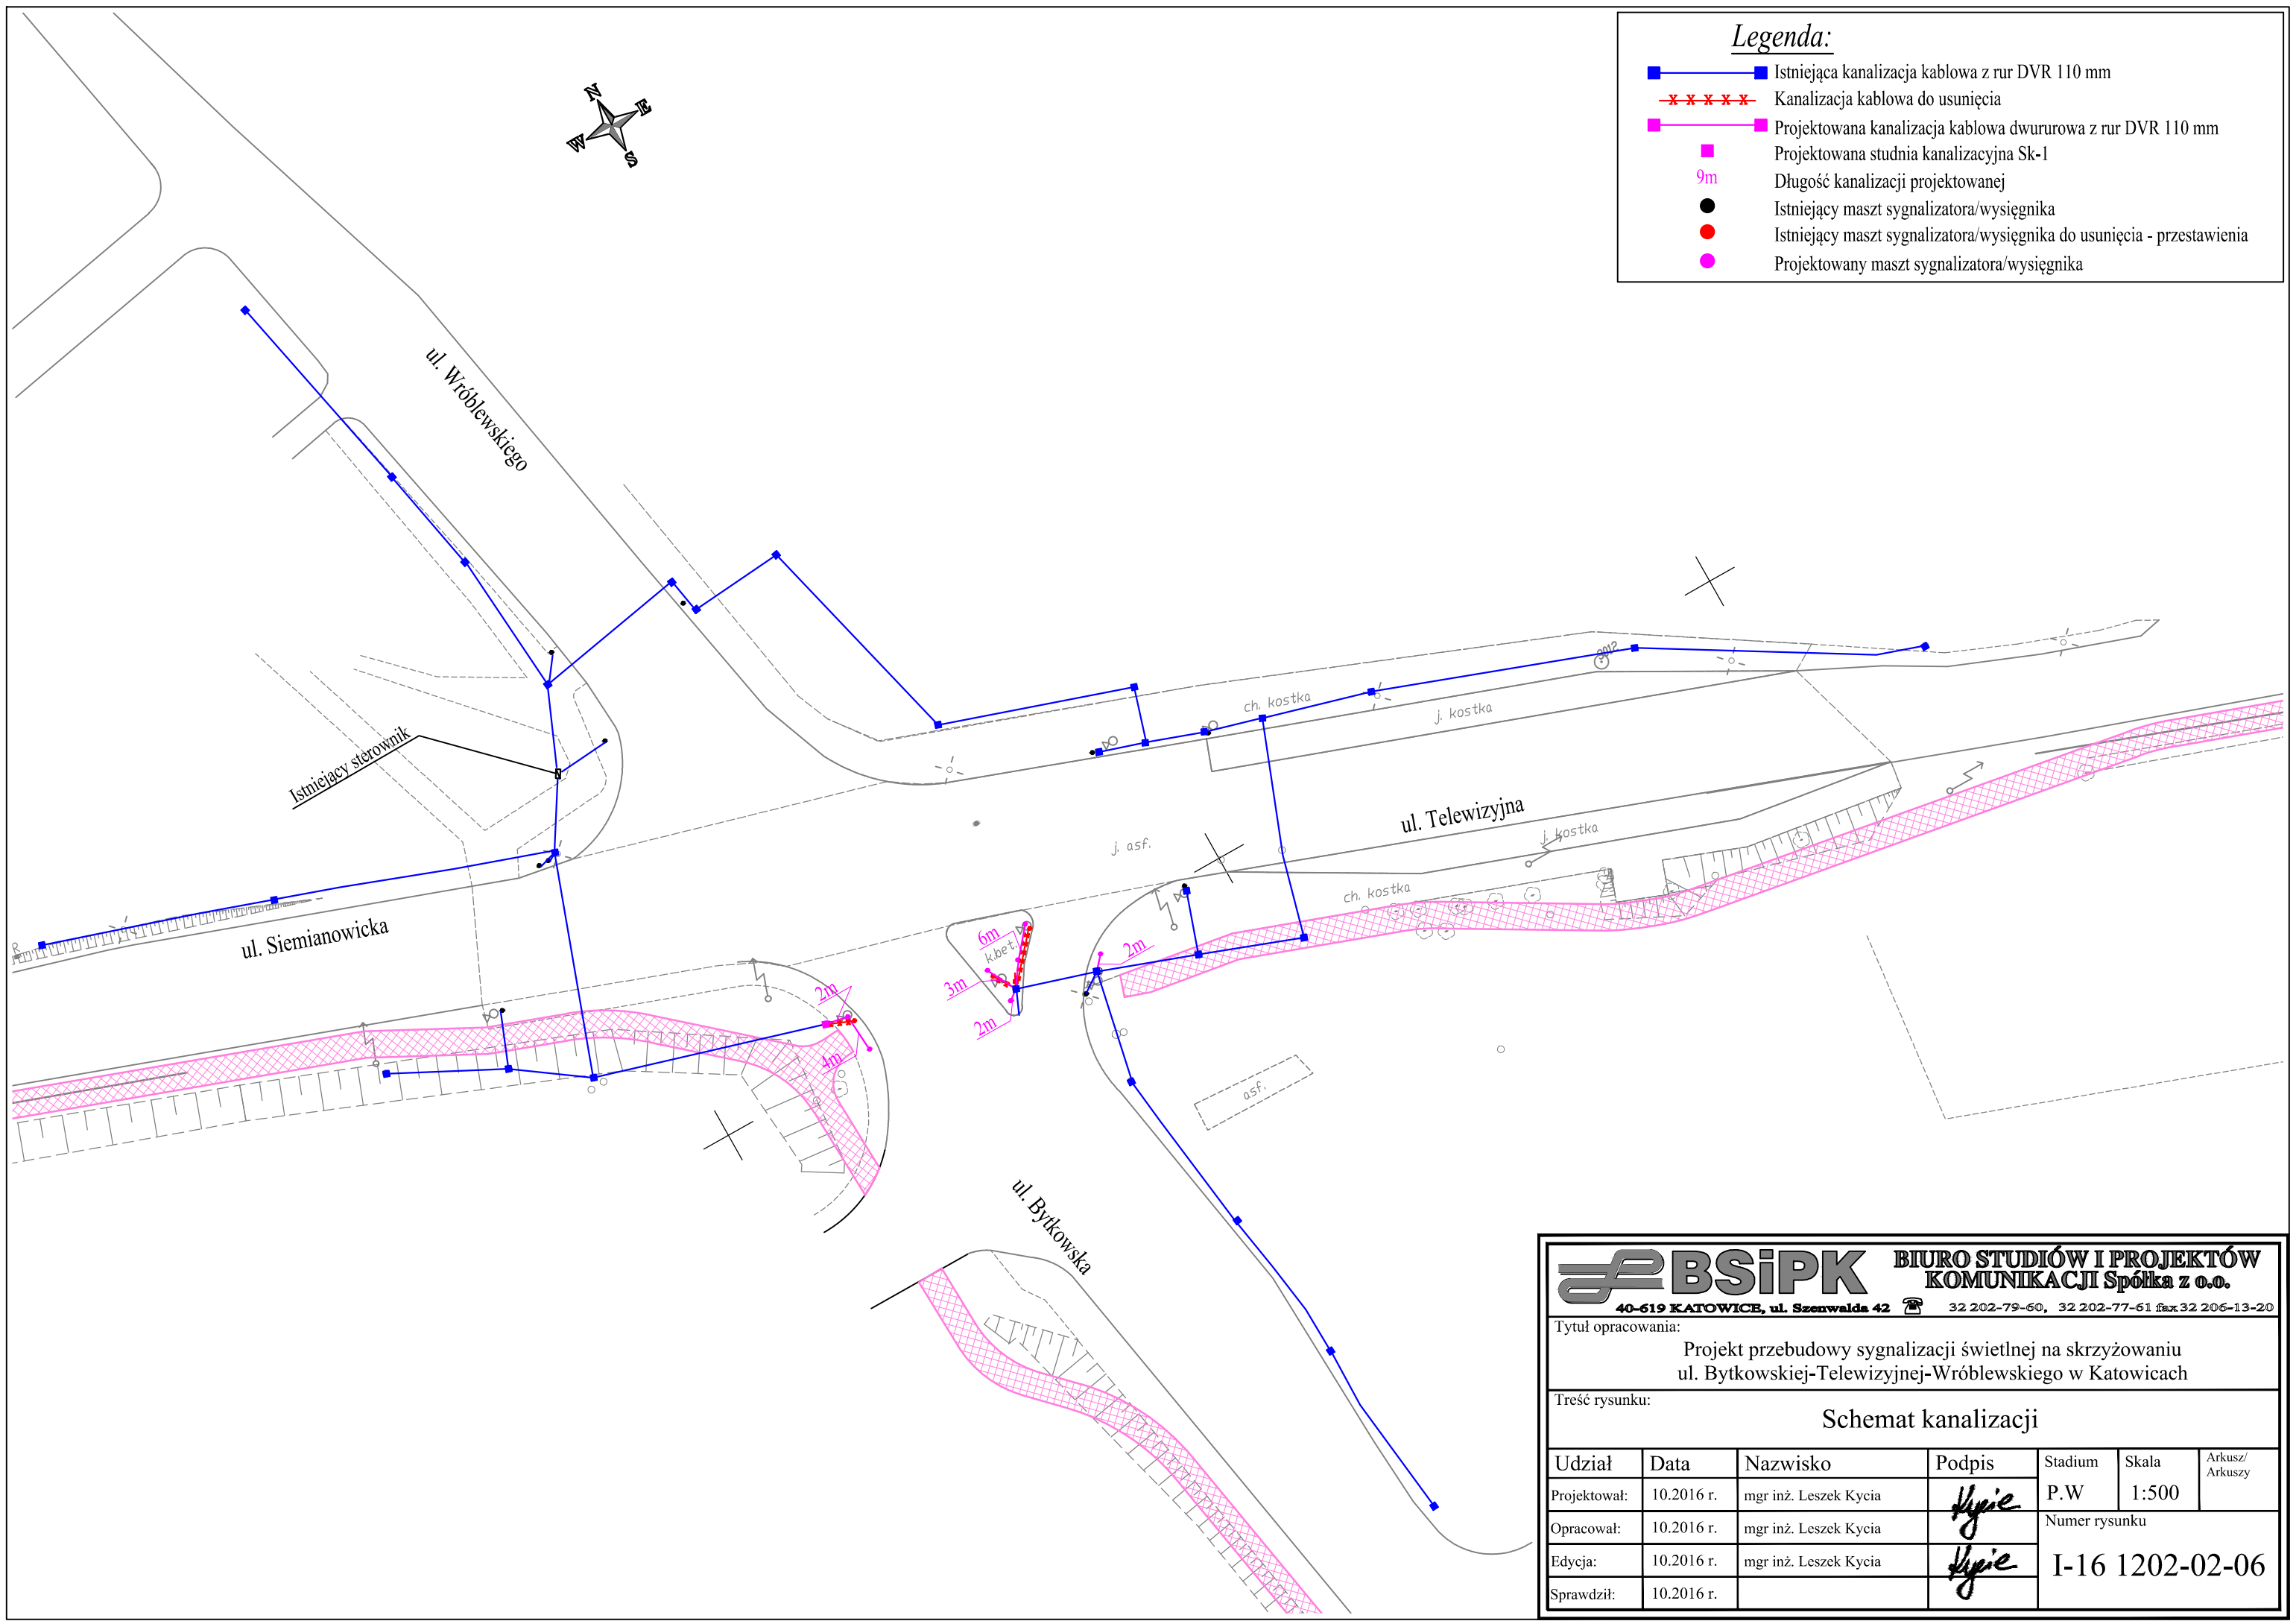 Legenda:
Istniejąca kanalizacja kablowa z rur DVR 110 mm
x x x x x
Kanalizacja kablowa do usunięcia
Projektowana kanalizacja kablowa dwururowa z rur DVR 110 mm
Projektowana studnia kanalizacyjna Sk-1
9m
Długość kanalizacji projektowanej
Istniejący maszt sygnalizatora/wysięgnika
Istniejący maszt sygnalizatora/wysięgnika do usunięcia - przestawienia
Projektowany maszt sygnalizatora/wysięgnika
N
E
W
S
ul. Wróblewskiego
Istniejący sterownik
ul. Siemianowicka
ch. kostka
j. kostka
3012
ul. Telewizyjna
j. asf.
j. kostka
ch. kostka
6m
k.bet.
3m
2m
2m
2m
4m
asf.
R
ul. Bytkowska
BSiPK
BIURO STUDIÓW I PROJEKTÓW
KOMUNIKACJI Spółka z o.o.
40-619 KATOWICE, ul. Szenwalda 42 ☎ 32 202-79-60, 32 202-77-61 fax 32 206-13-20
Tytuł opracowania:
Projekt przebudowy sygnalizacji świetlnej na skrzyżowaniu
ul. Bytkowskiej-Telewizyjnej-Wróblewskiego w Katowicach
Treść rysunku:
Schemat kanalizacji
Udział Data Nazwisko Podpis Stadium Skala Arkusz/
Arkuszy
Projektował: 10.2016 r. mgr inż. Leszek Kycia Kycie P.W 1:500
Opracował: 10.2016 r. mgr inż. Leszek Kycia Numer rysunku
Edycja: 10.2016 r. mgr inż. Leszek Kycia Kycie I-16 1202-02-06
Sprawdził: 10.2016 r.